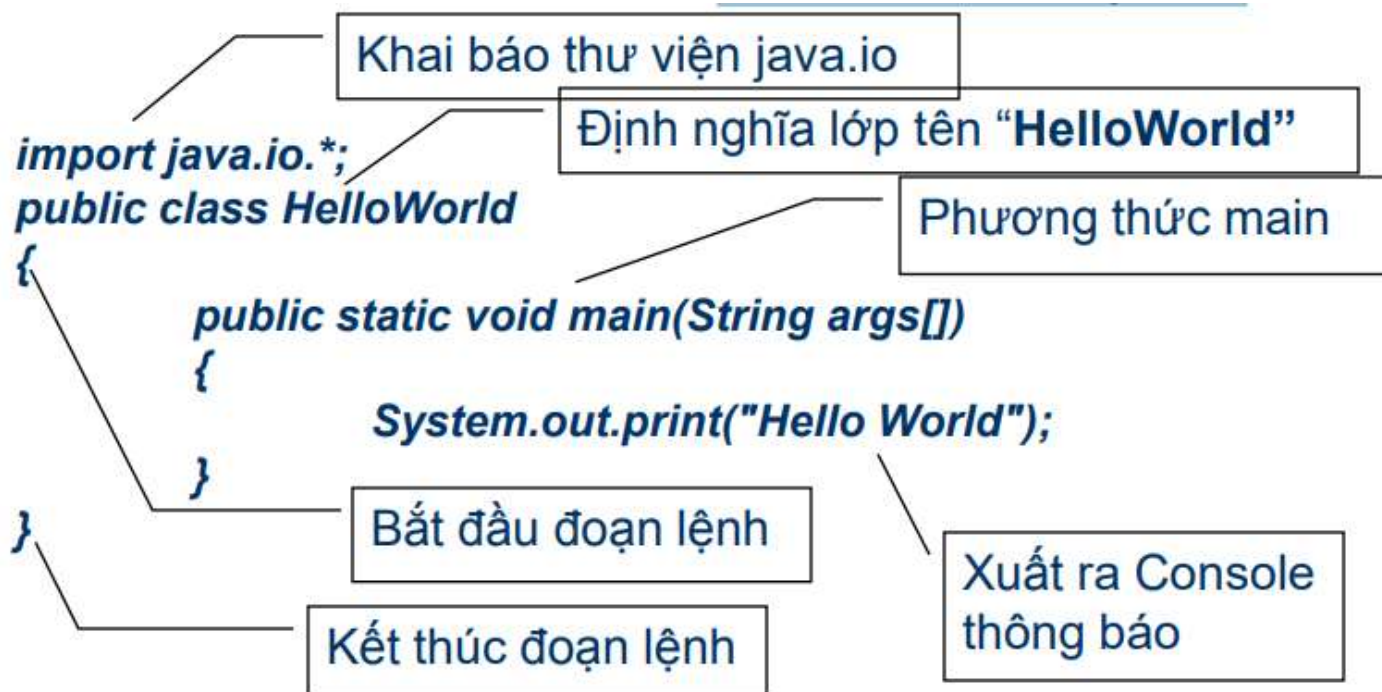 Khai báo thư viện java.io
Định nghĩa lớp tên “HelloWorld”
import java.io.*;
public class HelloWorld
Phương thức main
{
public static void main(String args[])
{
System.out.print("Hello World");
}
Bắt đầu đoạn lệnh
}
Xuất ra Console
thông báo
Kết thúc đoạn lệnh